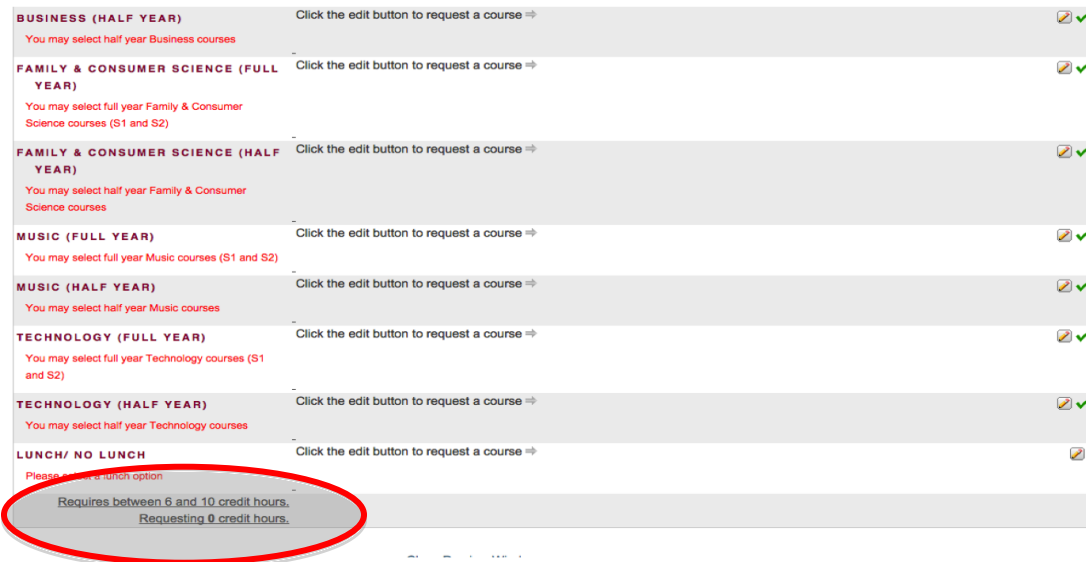 BUSINESS (HALF YEAR)
Click the edit button to request a course ⇒
You may select half year Business courses
FAMILY & CONSUMER SCIENCE (FULL
YEAR)
Click the edit button to request a course ⇒
You may select full year Family & Consumer
Science courses (S1 and S2)
FAMILY & CONSUMER SCIENCE (HALF
YEAR)
Click the edit button to request a course ⇒
You may select half year Family & Consumer
Science courses
MUSIC (FULL YEAR)
Click the edit button to request a course ⇒
You may select full year Music courses (S1 and S2)
MUSIC (HALF YEAR)
Click the edit button to request a course ⇒
You may select half year Music courses
TECHNOLOGY (FULL YEAR)
Click the edit button to request a course ⇒
You may select full year Technology courses (S1
and S2)
TECHNOLOGY (HALF YEAR)
Click the edit button to request a course ⇒
You may select half year Technology courses
LUNCH/ NO LUNCH
Click the edit button to request a course ⇒
Please select a lunch option
Requires between 6 and 10 credit hours.
Requesting 0 credit hours.